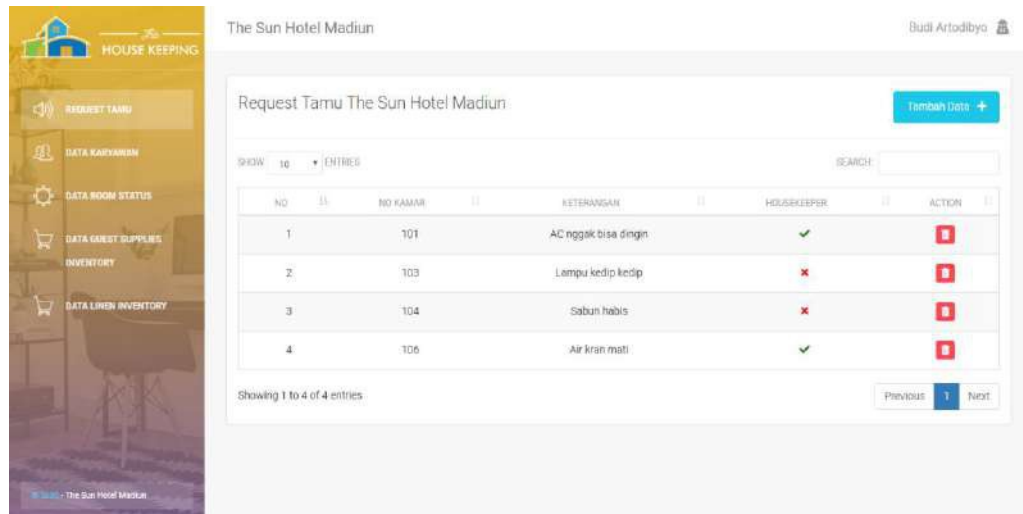 The Sun Hotel Madiun
Budi Artodibyo
HOUSE KEEPING
REQUEST TAMU
DATA KARYAWAN
DATA ROOM STATUS
DATA GUEST SUPPLIES
INVENTORY
DATA LINEN INVENTORY
- The Sun Hotel Madiun
Request Tamu The Sun Hotel Madiun
Tambah Data +
SHOW 10 ENTRIES
SEARCH:
NO NO KAMAR KETERANGAN HOUSEKEEPER ACTION
1 101 AC nggak bisa dingin
2 103 Lampu kedip kedip
3 104 Sabun habis
4 106 Air kran mati
Showing 1 to 4 of 4 entries
Previous 1 Next